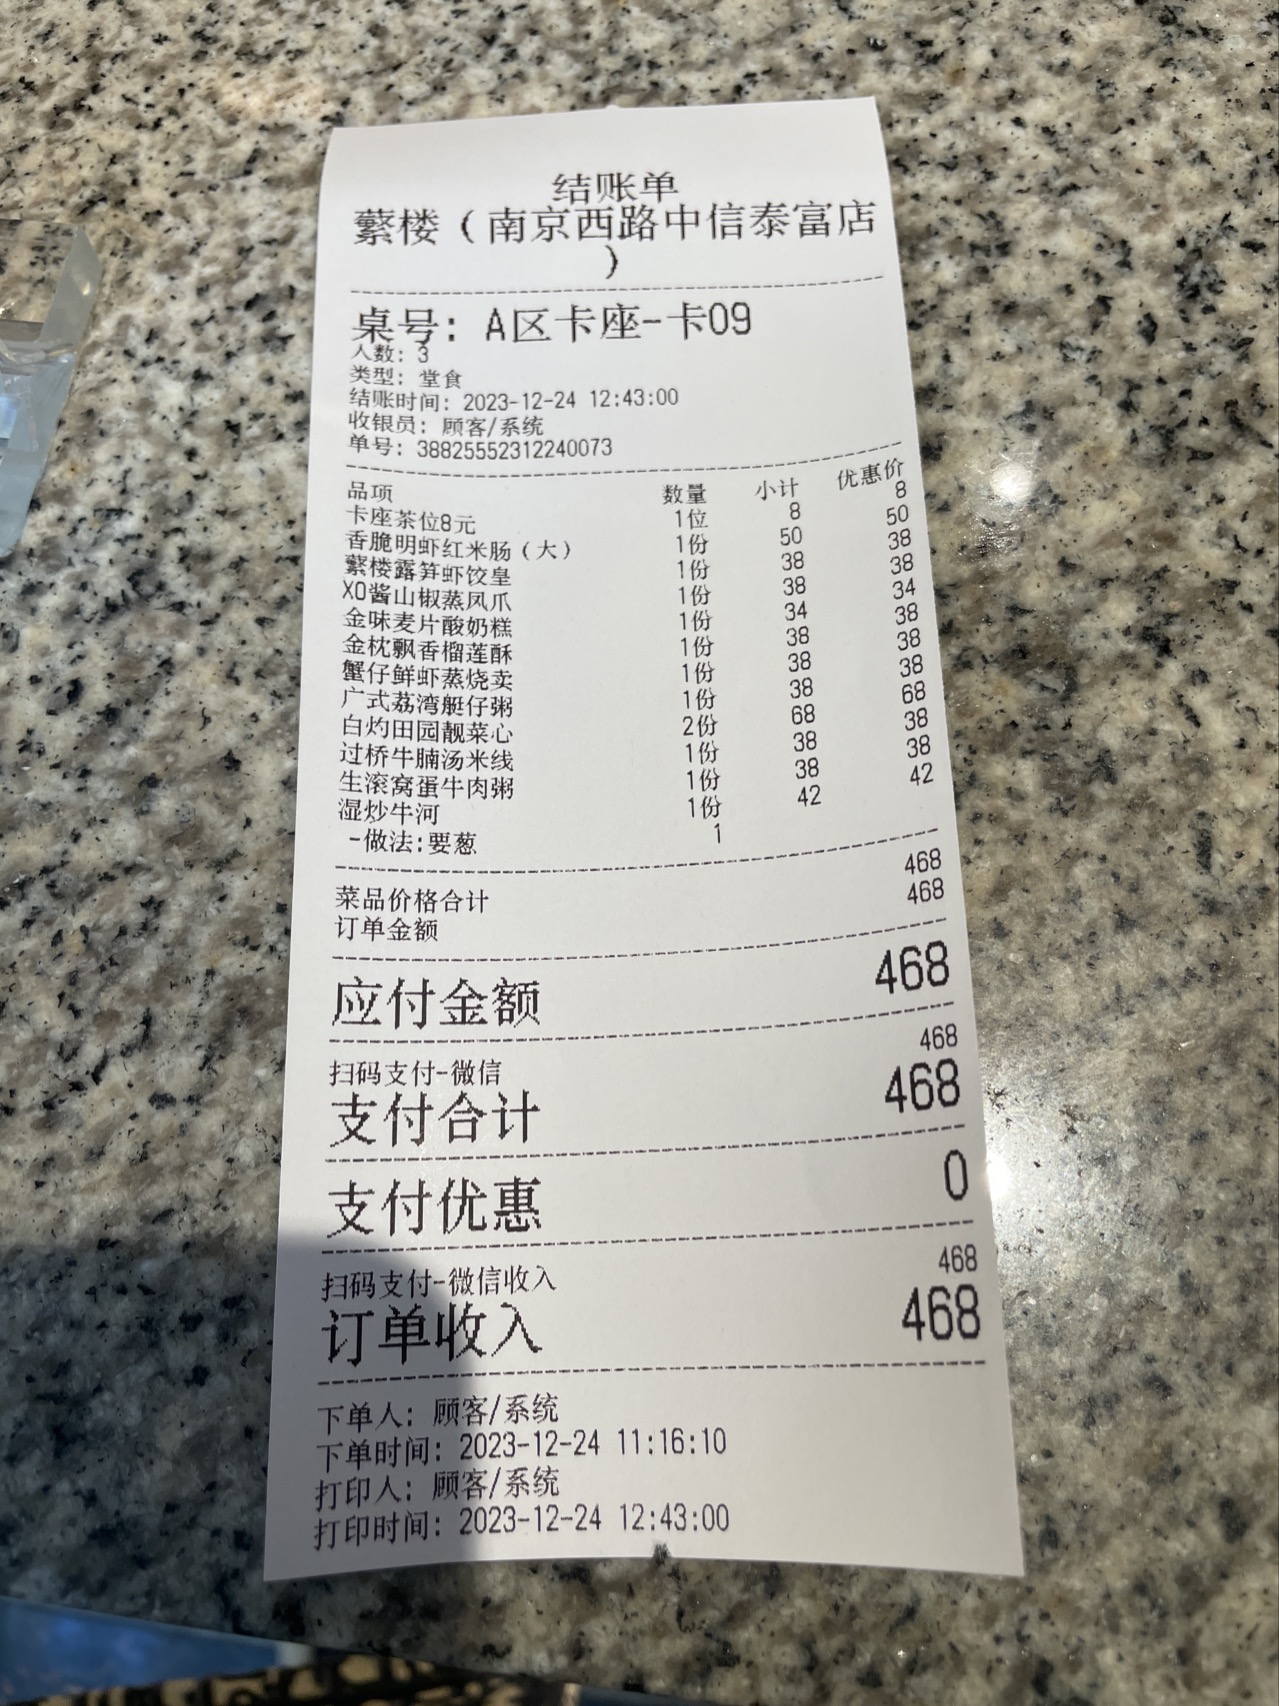 结账单
蘩楼（南京西路中信泰富店
）
桌号：A区卡座-卡09
人数：3
类型：堂食
结账时间：2023-12-24 12:43:00
收银员：顾客/系统
单号：38825552312240073
品项 数量 小计 优惠价
卡座茶位8元 1位 8 8
香脆明虾红米肠（大） 1份 50 50
蘩楼露笋虾饺皇 1份 38 38
XO酱山椒蒸凤爪 1份 38 38
金味麦片酸奶糕 1份 34 34
金枕飘香榴莲酥 1份 38 38
蟹仔鲜虾蒸烧卖 1份 38 38
广式荔湾艇仔粥 1份 38 38
白灼田园靓菜心 2份 68 68
过桥牛腩汤米线 1份 38 38
生滚窝蛋牛肉粥 1份 38 38
湿炒牛河 1份 42 42
-做法:要葱 1
菜品价格合计 468
订单金额 468
应付金额 468
扫码支付-微信 468
支付合计 468
支付优惠 0
扫码支付-微信收入 468
订单收入 468
下单人：顾客/系统
下单时间：2023-12-24 11:16:10
打印人：顾客/系统
打印时间：2023-12-24 12:43:00